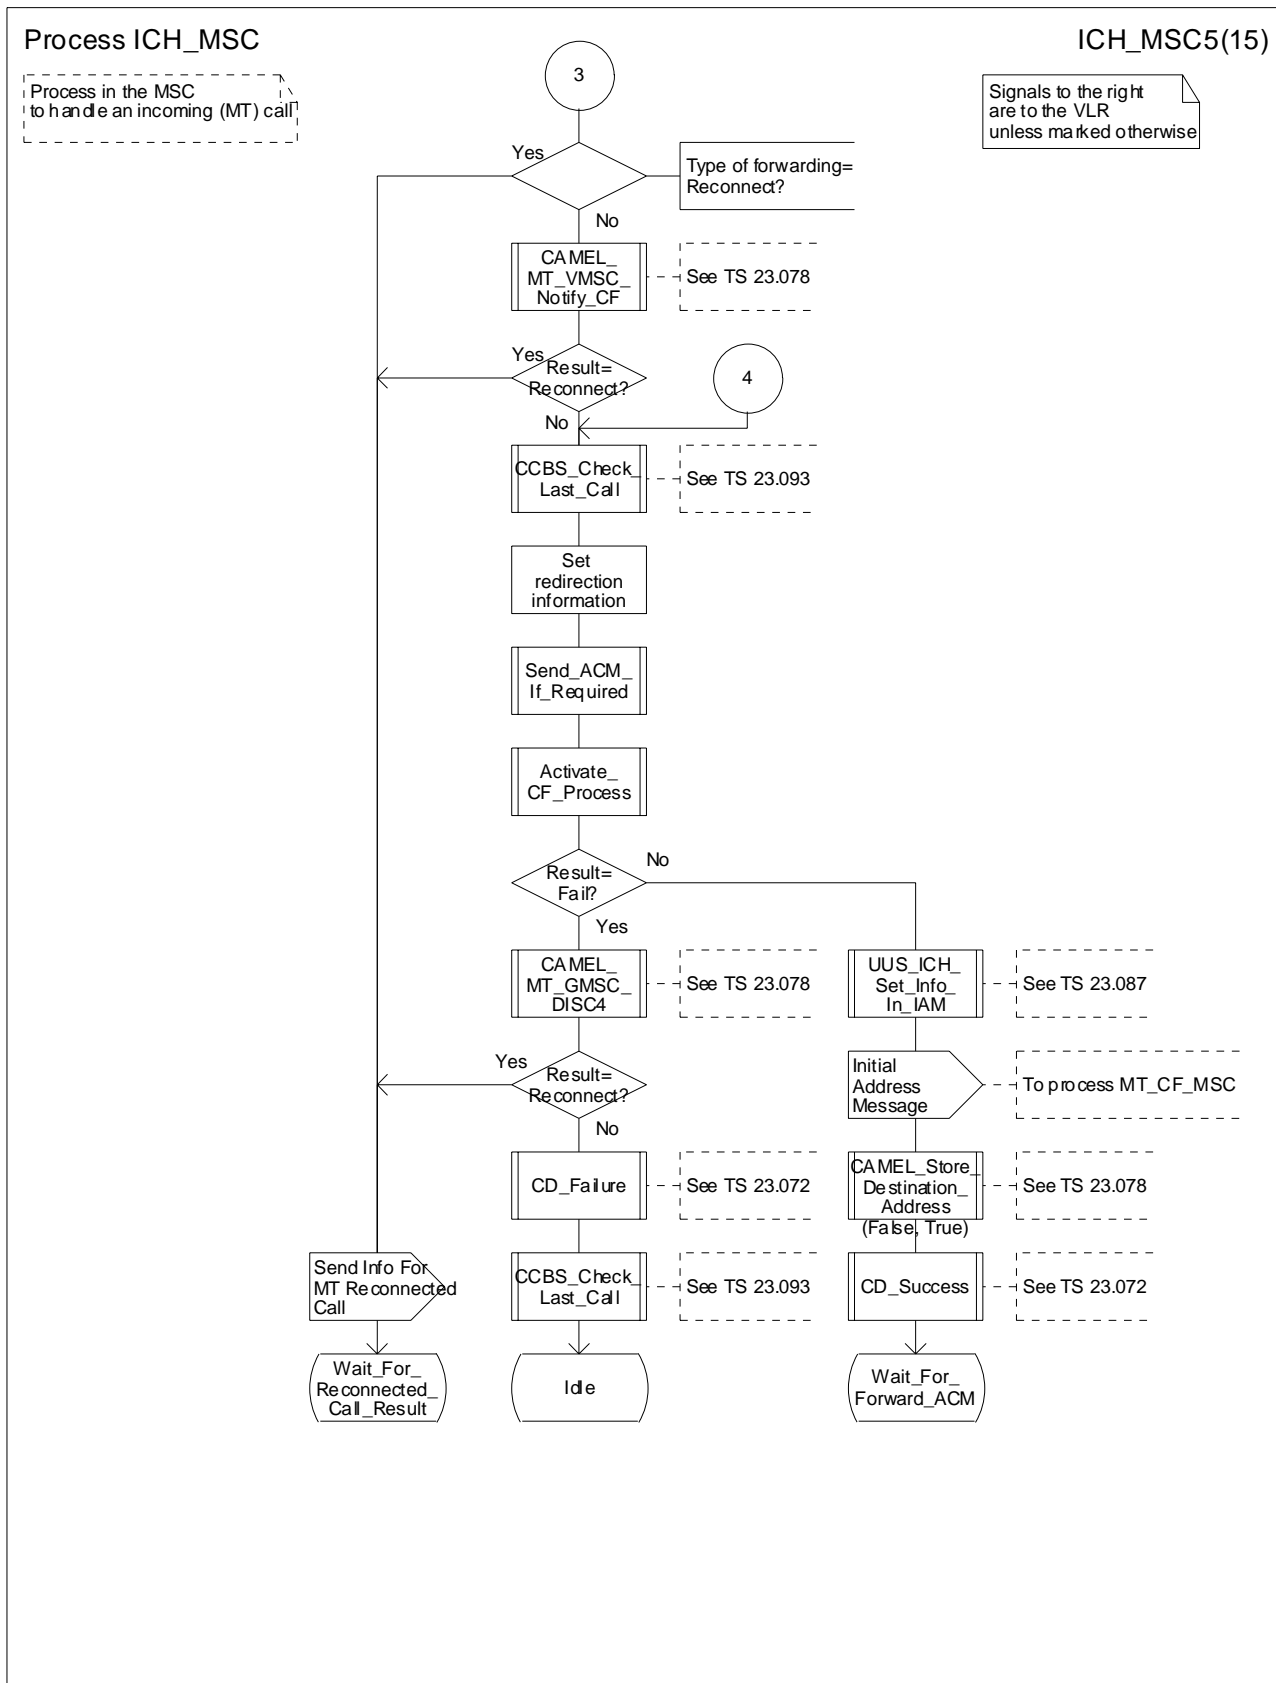 Process ICH_MSC
ICH_MSC5(15)
Process in the MSC
to handle an incoming (MT) call
3
Signals to the right
are to the VLR
unless marked otherwise
Yes
Type of forwarding=
Reconnect?
No
CAMEL_
MT_VMSC_
Notify_CF
See TS 23.078
Yes
Result=
Reconnect?
4
No
CCBS_Check_
Last_Call
See TS 23.093
Set
redirection
information
Send_ACM_
If_Required
Activate_
CF_Process
Result=
Fail?
No
Yes
CAMEL_
MT_GMSC_
DISC4
See TS 23.078
UUS_ICH_
Set_Info_
In_IAM
See TS 23.087
Yes
Result=
Reconnect?
Initial
Address
Message
To process MT_CF_MSC
No
CD_Failure
See TS 23.072
CAMEL_Store_
Destination_
Address
(False, True)
See TS 23.078
Send Info For
MT Reconnected
Call
CCBS_Check_
Last_Call
See TS 23.093
CD_Success
See TS 23.072
Wait_For_
Reconnected_
Call_Result
Idle
Wait_For_
Forward_ACM